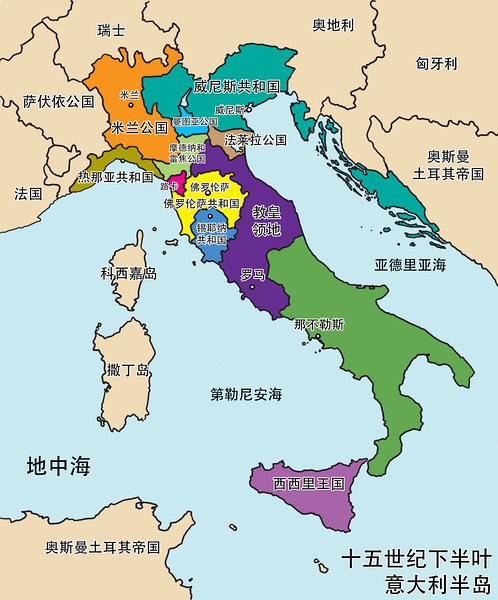 瑞士
奥地利
匈牙利
萨伏依公国
米兰
威尼斯共和国
威尼斯
曼图亚公国
米兰公国
法莱拉公国
摩德纳和
雷焦公国
奥斯曼
土耳其帝国
热那亚共和国
路卡
佛罗伦萨
法国
佛罗伦萨共和国
教皇
领地
锡耶纳
共和国
亚德里亚海
科西嘉岛
罗马
那不勒斯
撒丁岛
第勒尼安海
地中海
西西里王国
奥斯曼土耳其帝国
十五世纪下半叶
意大利半岛